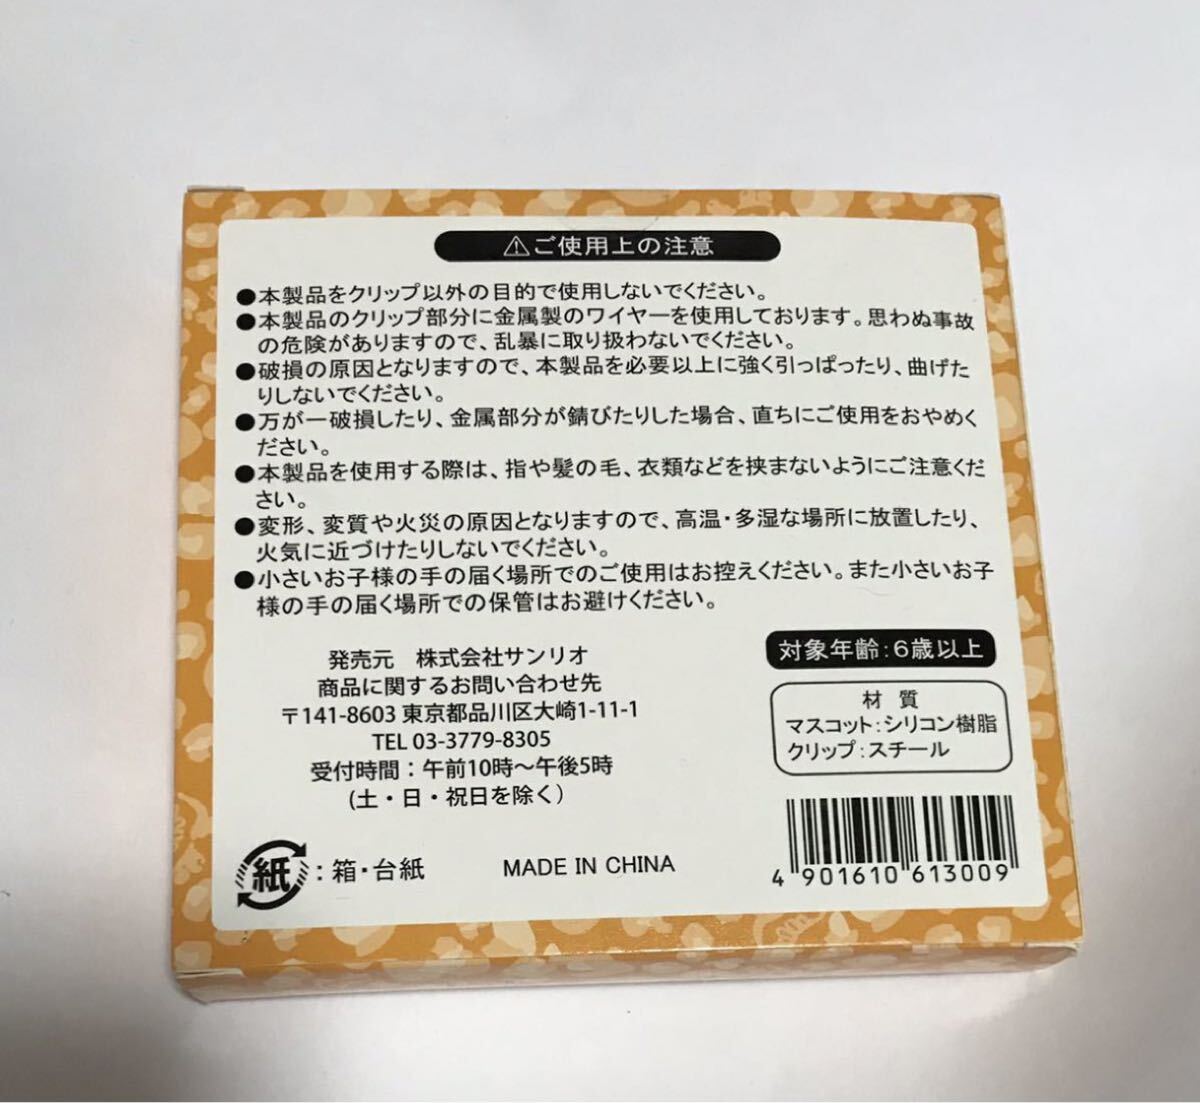 ⚠ご使用上の注意
●本製品をクリップ以外の目的で使用しないでください。
●本製品のクリップ部分に金属製のワイヤーを使用しております。思わぬ事故
の危険がありますので、乱暴に取り扱わないでください。
●破損の原因となりますので、本製品を必要以上に強く引っぱったり、曲げた
りしないでください。
●万が一破損したり、金属部分が錆びたりした場合、直ちにご使用をおやめく
ださい。
●本製品を使用する際は、指や髪の毛、衣類などを挟まないようにご注意くだ
さい。
●変形、変質や火災の原因となりますので、高温・多湿な場所に放置したり、
火気に近づけたりしないでください。
●小さいお子様の手の届く場所でのご使用はお控えください。また小さいお子
様の手の届く場所での保管はお避けください。
発売元　株式会社サンリオ
商品に関するお問い合わせ先
〒141-8603 東京都品川区大崎1-11-1
TEL 03-3779-8305
受付時間：午前10時～午後5時
(土・日・祝日を除く）
対象年齢：6歳以上
材　質
マスコット：シリコン樹脂
クリップ：スチール
紙：箱・台紙
MADE IN CHINA
4 901610 613009